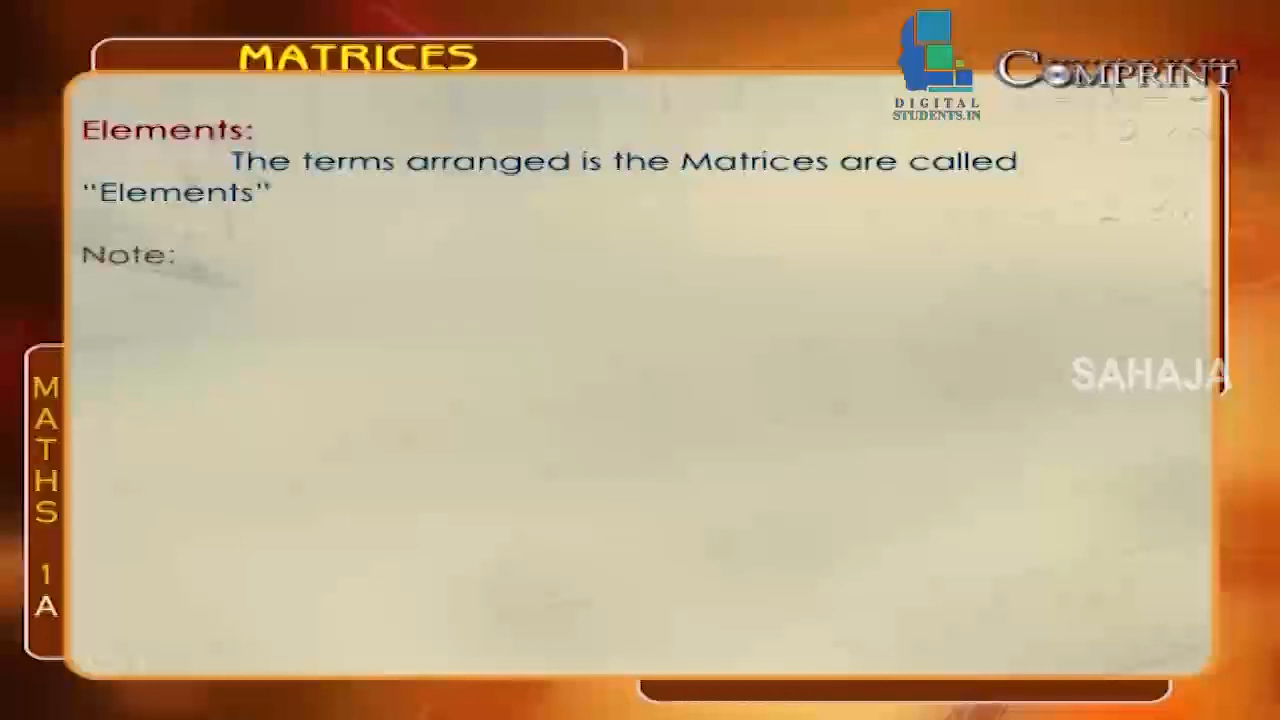 MATRICES
DIGITAL
STUDENTS.IN
COMPRINT
Elements:
The terms arranged is the Matrices are called
“Elements”
Note:
SAHAJA
MATHS 1A